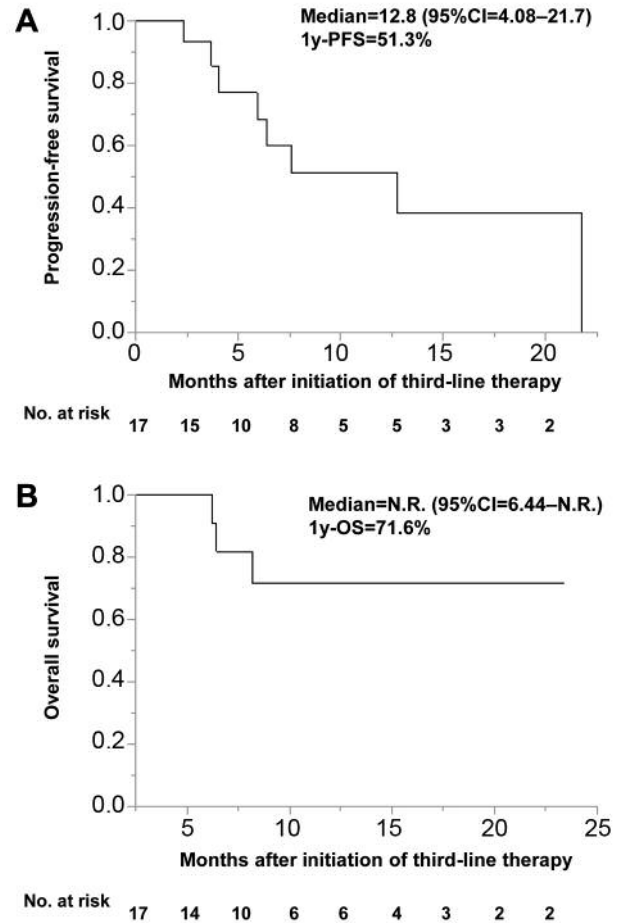 A
Median=12.8 (95%CI=4.08–21.7)
1y-PFS=51.3%
Progression-free survival
1.0
0.8
0.6
0.4
0.2
0.0
0 5 10 15 20
Months after initiation of third-line therapy
No. at risk 17 15 10 8 5 5 3 3 2
B
Median=N.R. (95%CI=6.44–N.R.)
1y-OS=71.6%
Overall survival
1.0
0.8
0.6
0.4
0.2
0.0
5 10 15 20 25
Months after initiation of third-line therapy
No. at risk 17 14 10 6 6 4 3 2 2